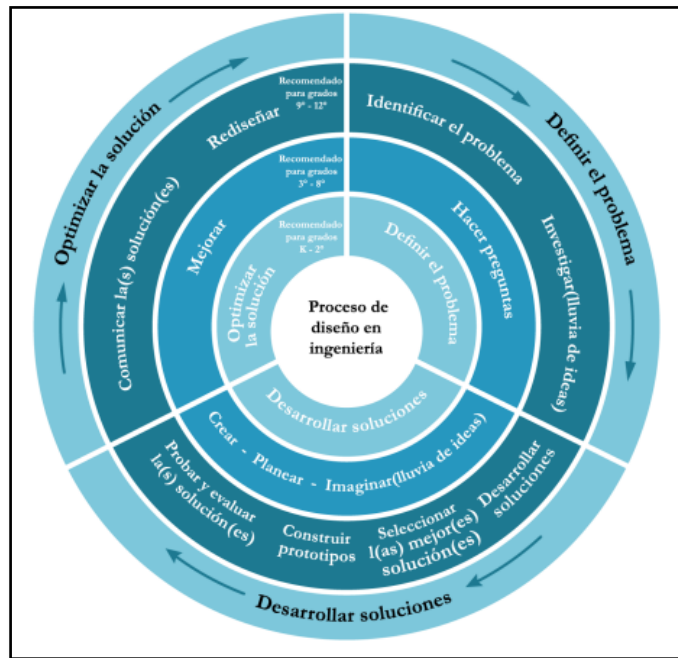 Proceso de
diseño en
ingeniería
Definir el problema
Desarrollar soluciones
Optimizar
la solución
Recomendado
para grados
K - 2°
Hacer preguntas
Crear - Planear - Imaginar(lluvia de ideas)
Mejorar
Recomendado
para grados
3° - 8°
Identificar el problema
Investigar(lluvia de ideas)
Desarrollar
soluciones
Seleccionar
l(as) mejor(es)
solución(es)
Construir
prototipos
Probar y evaluar
la(s) solución(es)
Comunicar la(s) solución(es)
Rediseñar
Recomendado
para grados
9° - 12°
Definir el problema
Desarrollar soluciones
Optimizar la solución